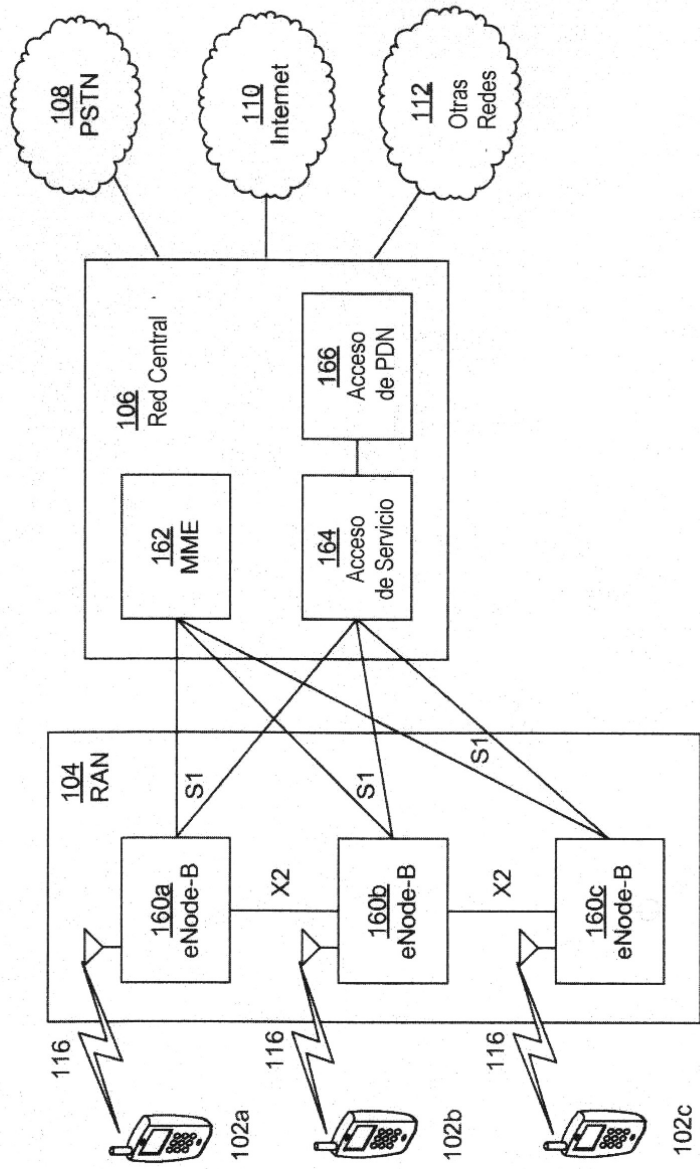 102a
102b
102c
116
116
116
104
RAN
160a
eNode-B
X2
160b
eNode-B
X2
160c
eNode-B
S1
S1
S1
106
Red Central
162
MME
164
Acceso
de Servicio
166
Acceso
de PDN
108
PSTN
110
Internet
112
Otras
Redes